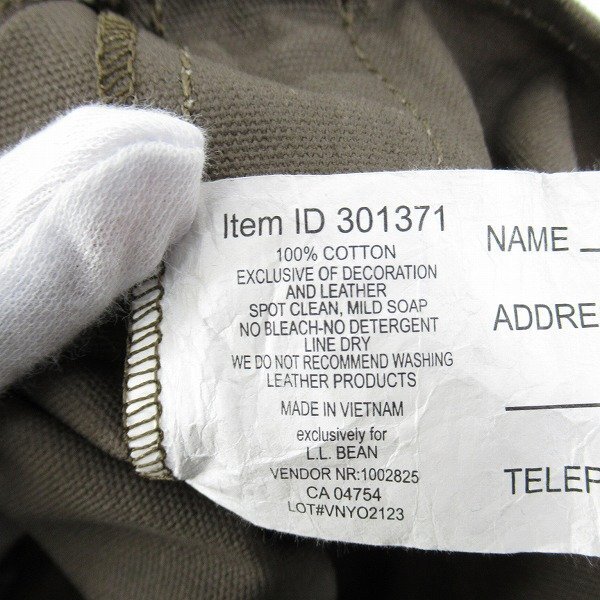 Item ID 301371
100% COTTON
EXCLUSIVE OF DECORATION
AND LEATHER
SPOT CLEAN, MILD SOAP
NO BLEACH-NO DETERGENT
LINE DRY
WE DO NOT RECOMMEND WASHING
LEATHER PRODUCTS
MADE IN VIETNAM
exclusively for
L.L. BEAN
VENDOR NR:1002825
CA 04754
LOT#VNYO2123
NAME
ADDRE
TELEP